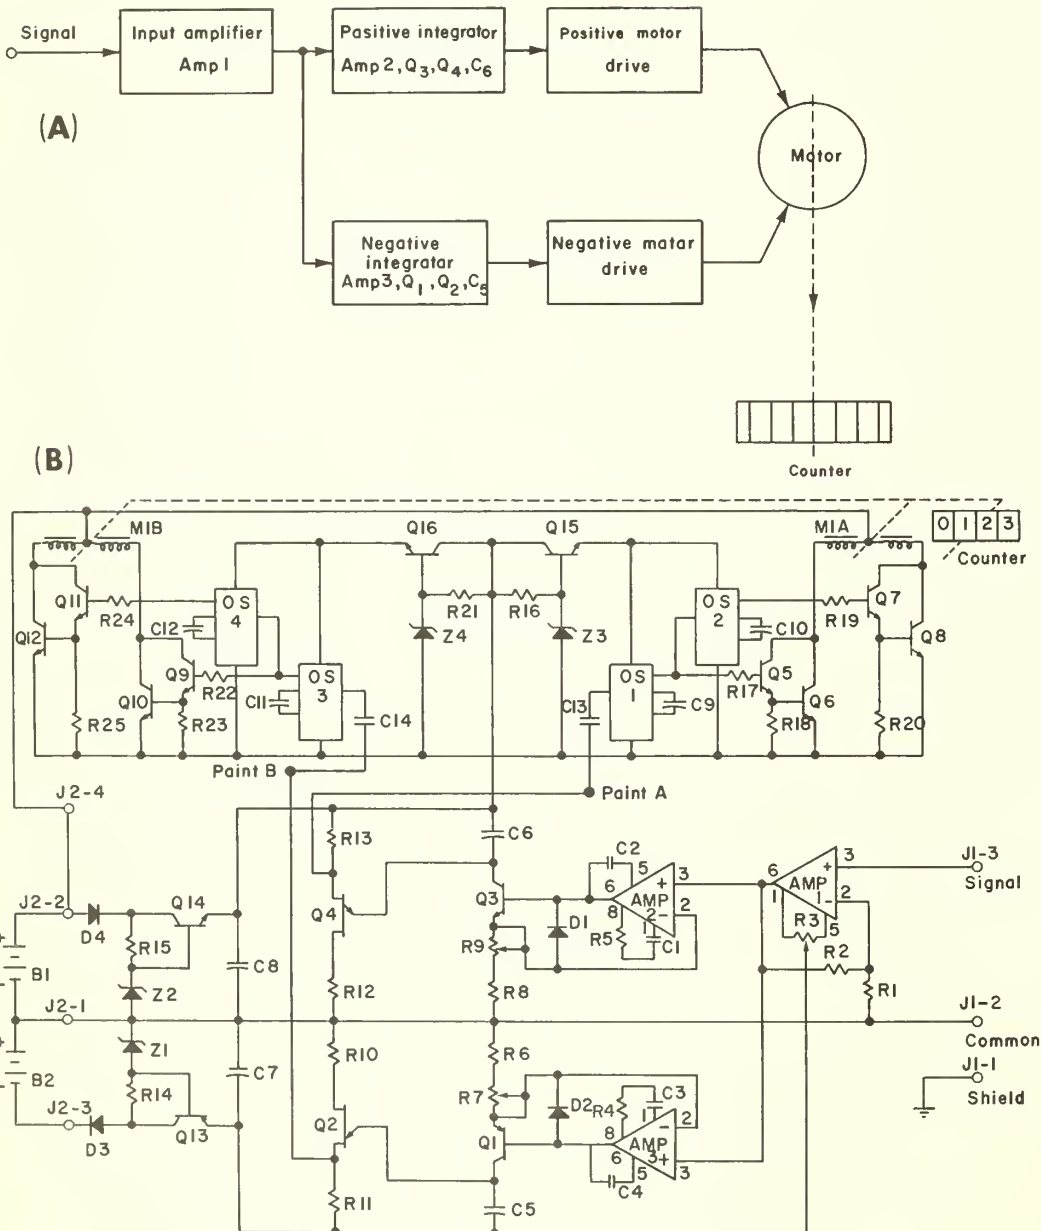 Signal
Input amplifier
Amp 1
Pasitive integrator
Amp 2, Q3, Q4, C6
Positive motor
drive
(A)
Motor
Negative
integratar
Amp3, Q1, Q2, C5
Negative matar
drive
Counter
(B)
M1B
Q16
Q15
M1A
0 1 2 3
Counter
Q11
R24
OS
4
R21
R16
OS
2
R19
Q7
Q12
C12
Z4
Z3
C10
Q8
Q9
R22
OS
3
OS
1
R17
Q5
Q10
C11
C14
C13
C9
Q6
R25
R23
R18
R20
Paint B
Paint A
J2-4
R13
C6
C2
5
3
6
3
J1-3
Signal
J2-2
Q14
Q4
Q3
6
+
AMP
+
AMP
2
8
2
-
2
1
1
-
D4
D1
R5
1
C1
R3
5
R15
R9
R2
+
B1
C8
R12
R8
R1
Z2
J2-1
J1-2
Common
+
B2
Z1
C7
R10
R6
J1-1
Shield
R14
R7
D2
R4
C3
1
2
J2-3
Q2
Q1
8
-
AMP
D3
Q13
6
3
+
5
3
C4
R11
C5